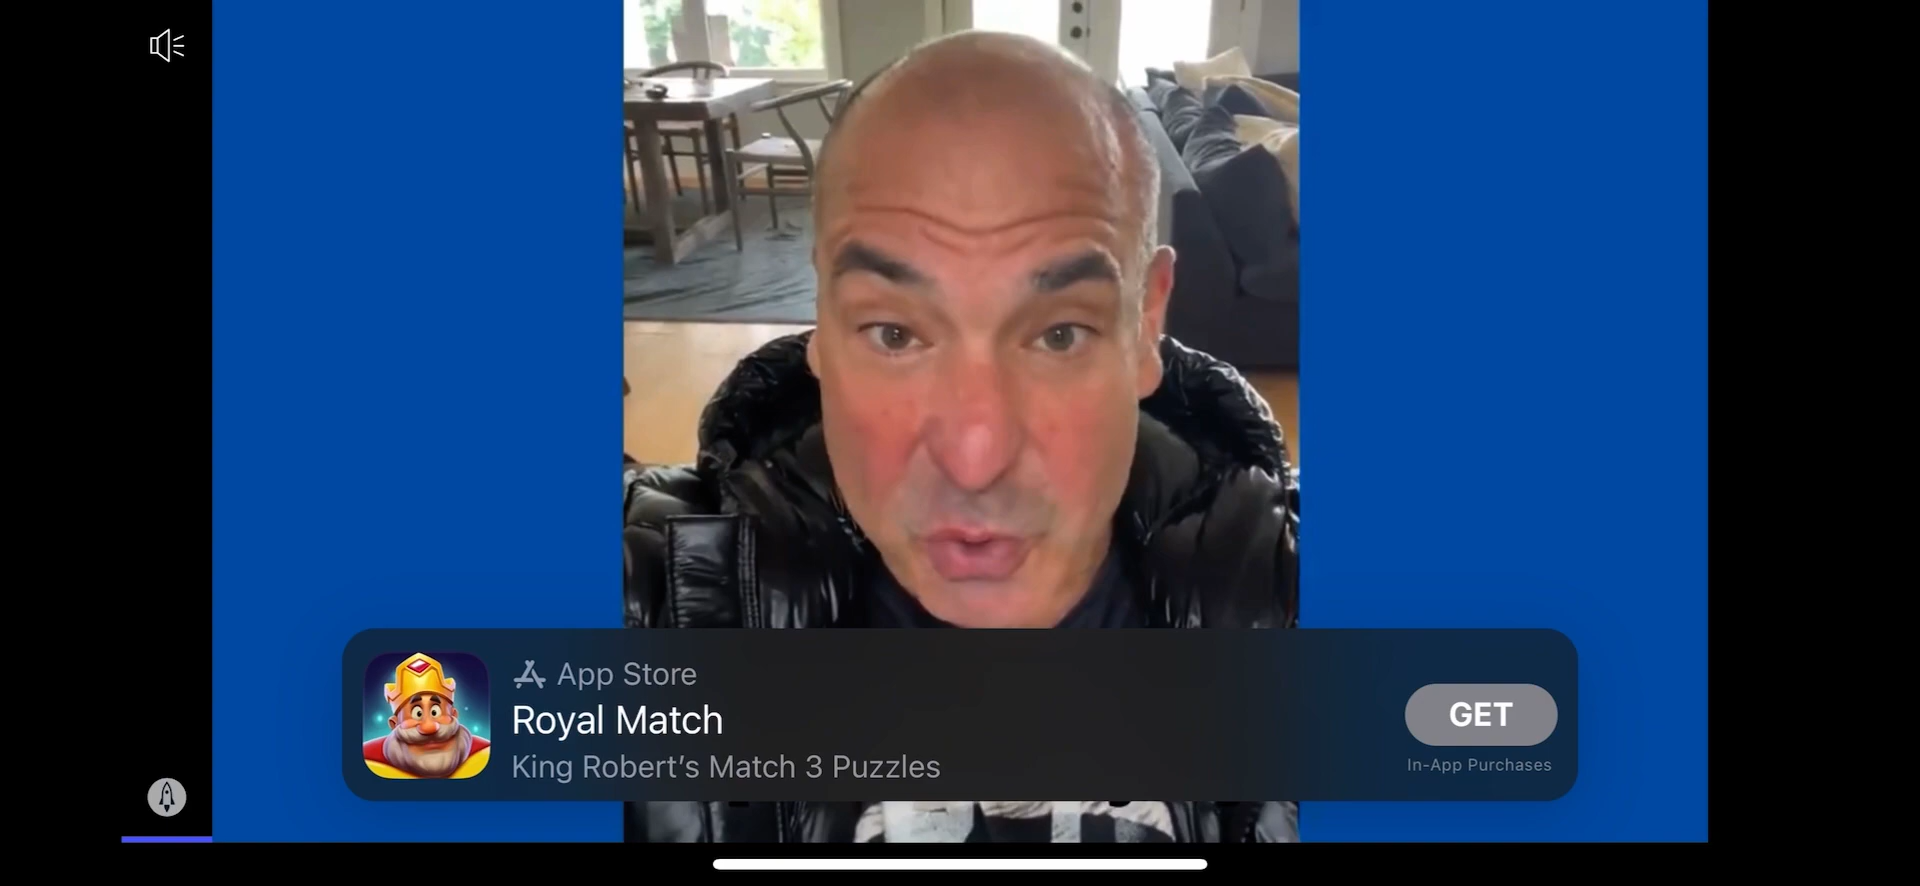 App Store
Royal Match
King Robert’s Match 3 Puzzles
GET
In-App Purchases